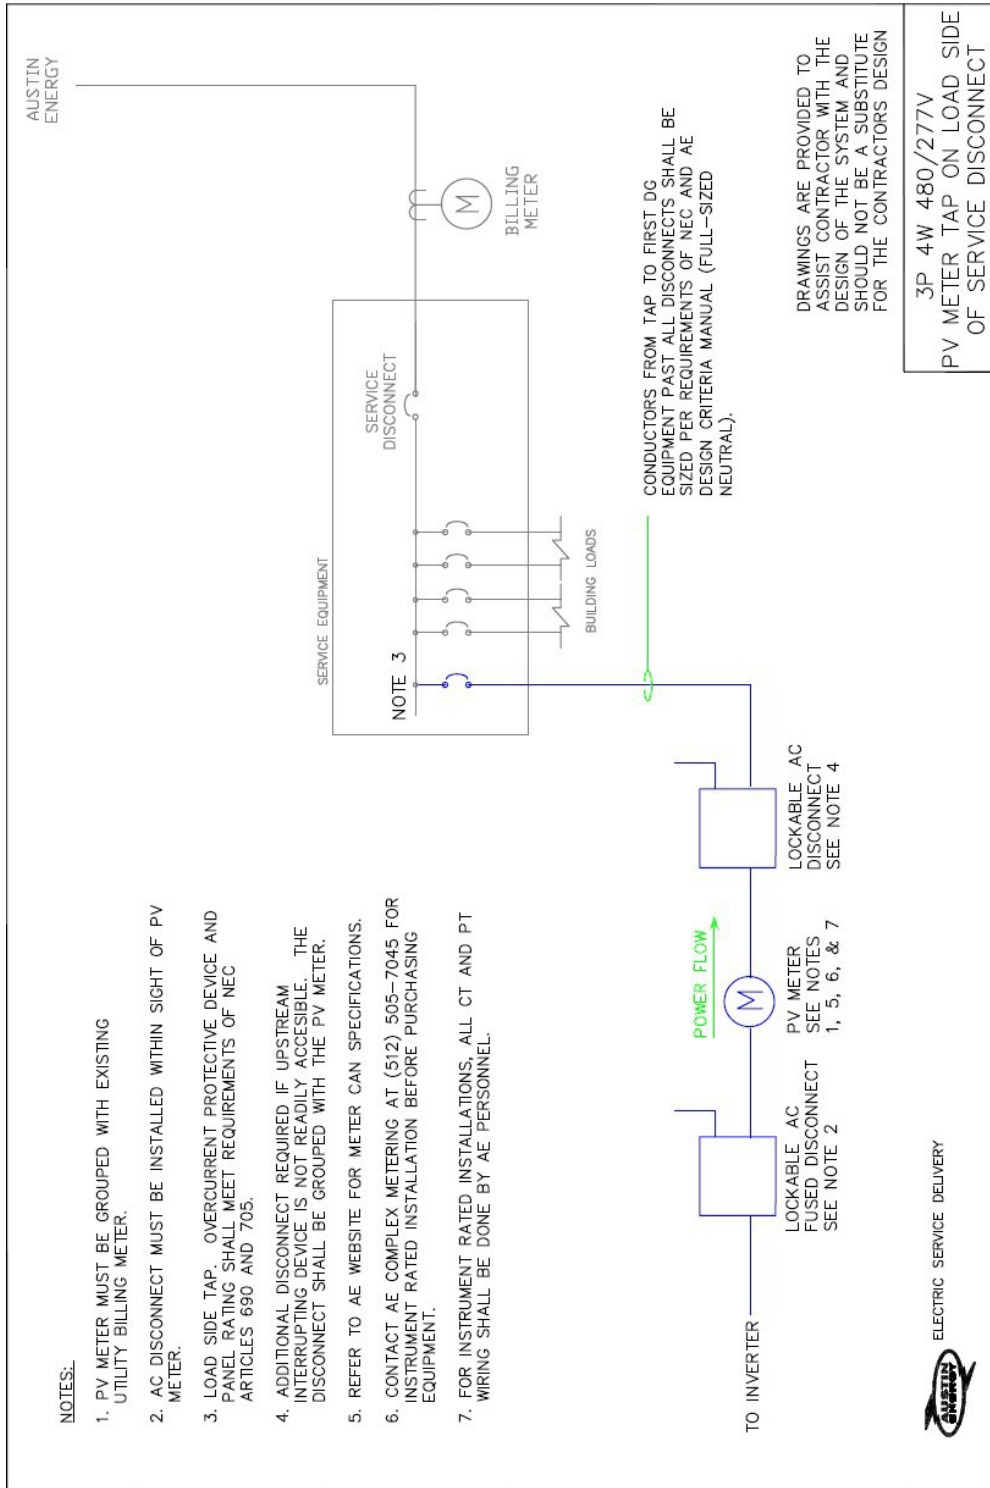 NOTES:
1. PV METER MUST BE GROUPED WITH EXISTING
UTILITY BILLING METER.
2. AC DISCONNECT MUST BE INSTALLED WITHIN SIGHT OF PV
METER.
3. LOAD SIDE TAP. OVERCURRENT PROTECTIVE DEVICE AND
PANEL RATING SHALL MEET REQUIREMENTS OF NEC
ARTICLES 690 AND 705.
4. ADDITIONAL DISCONNECT REQUIRED IF UPSTREAM
INTERRUPTING DEVICE IS NOT READILY ACCESIBLE. THE
DISCONNECT SHALL BE GROUPED WITH THE PV METER.
5. REFER TO AE WEBSITE FOR METER CAN SPECIFICATIONS.
6. CONTACT AE COMPLEX METERING AT (512) 505-7045 FOR
INSTRUMENT RATED INSTALLATION BEFORE PURCHASING
EQUIPMENT.
7. FOR INSTRUMENT RATED INSTALLATIONS, ALL CT AND PT
WIRING SHALL BE DONE BY AE PERSONNEL.
AUSTIN
ENERGY
SERVICE EQUIPMENT
SERVICE
DISCONNECT
NOTE 3
M
BILLING
METER
BUILDING LOADS
CONDUCTORS FROM TAP TO FIRST DG
EQUIPMENT PAST ALL DISCONNECTS SHALL BE
SIZED PER REQUIREMENTS OF NEC AND AE
DESIGN CRITERIA MANUAL (FULL-SIZED
NEUTRAL).
POWER FLOW
TO INVERTER
M
LOCKABLE AC
FUSED DISCONNECT
SEE NOTE 2
PV METER
SEE NOTES
1, 5, 6, & 7
LOCKABLE AC
DISCONNECT
SEE NOTE 4
DRAWINGS ARE PROVIDED TO
ASSIST CONTRACTOR WITH THE
DESIGN OF THE SYSTEM AND
SHOULD NOT BE A SUBSTITUTE
FOR THE CONTRACTORS DESIGN
AUSTIN
ENERGY
ELECTRIC SERVICE DELIVERY
3P 4W 480/277V
PV METER TAP ON LOAD SIDE
OF SERVICE DISCONNECT